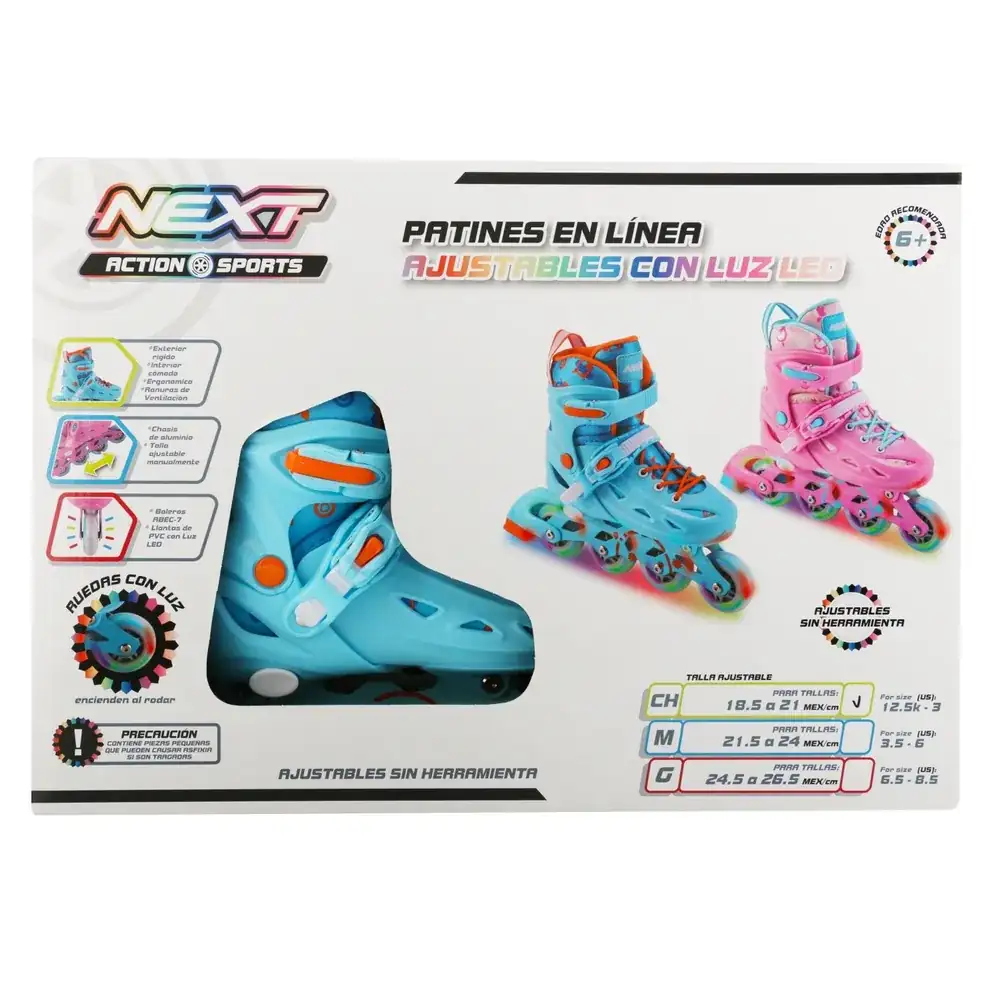 NEXT
ACTION SPORTS
PATINES EN LÍNEA
AJUSTABLES CON LUZ LED
EDAD RECOMENDADA
6+
*Exterior
rígido
*Interior
cómodo
*Ergonomico
*Ranuras de
Ventilación
*Chasis
de aluminio
*Talla
ajustable
manualmente
*Baleros
ABEC-7
*Llantas de
PVC con Luz
LED
RUEDAS CON LUZ
encienden al rodar
PRECAUCIÓN
CONTIENE PIEZAS PEQUEÑAS
QUE PUEDEN CAUSAR ASFIXIA
SI SON TRAGADAS
AJUSTABLES SIN HERRAMIENTA
AJUSTABLES
SIN HERRAMIENTA
TALLA AJUSTABLE
CH PARA TALLAS: 18.5 a 21 MEX/cm For size (US): 12.5k - 3
M PARA TALLAS: 21.5 a 24 MEX/cm For size (US): 3.5 - 6
G PARA TALLAS: 24.5 a 26.5 MEX/cm For size (US): 6.5 - 8.5